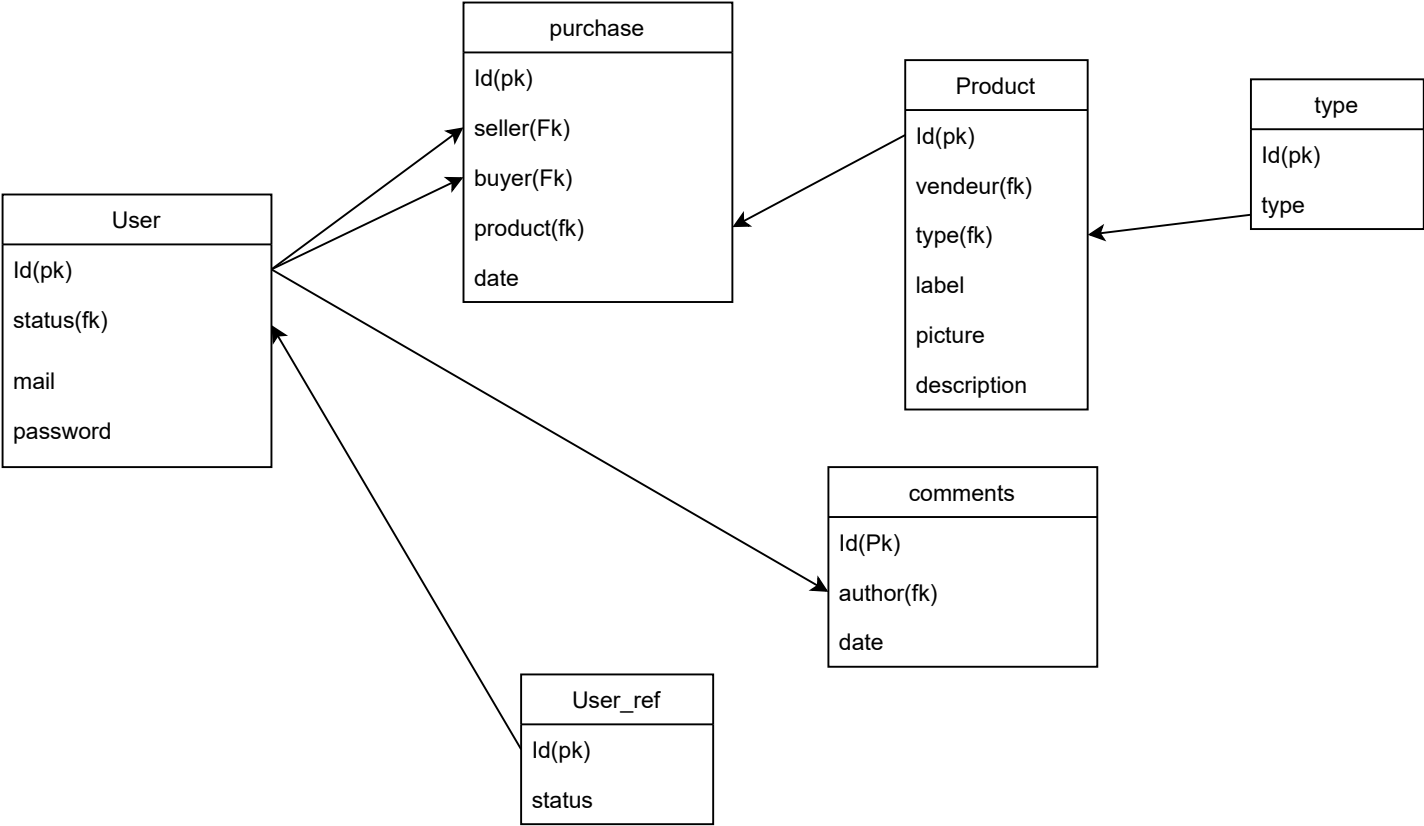 purchase
Id(pk)
seller(Fk)
buyer(Fk)
product(fk)
date
Product
Id(pk)
vendeur(fk)
type(fk)
label
picture
description
type
Id(pk)
type
User
Id(pk)
status(fk)
mail
password
comments
Id(Pk)
author(fk)
date
User_ref
Id(pk)
status